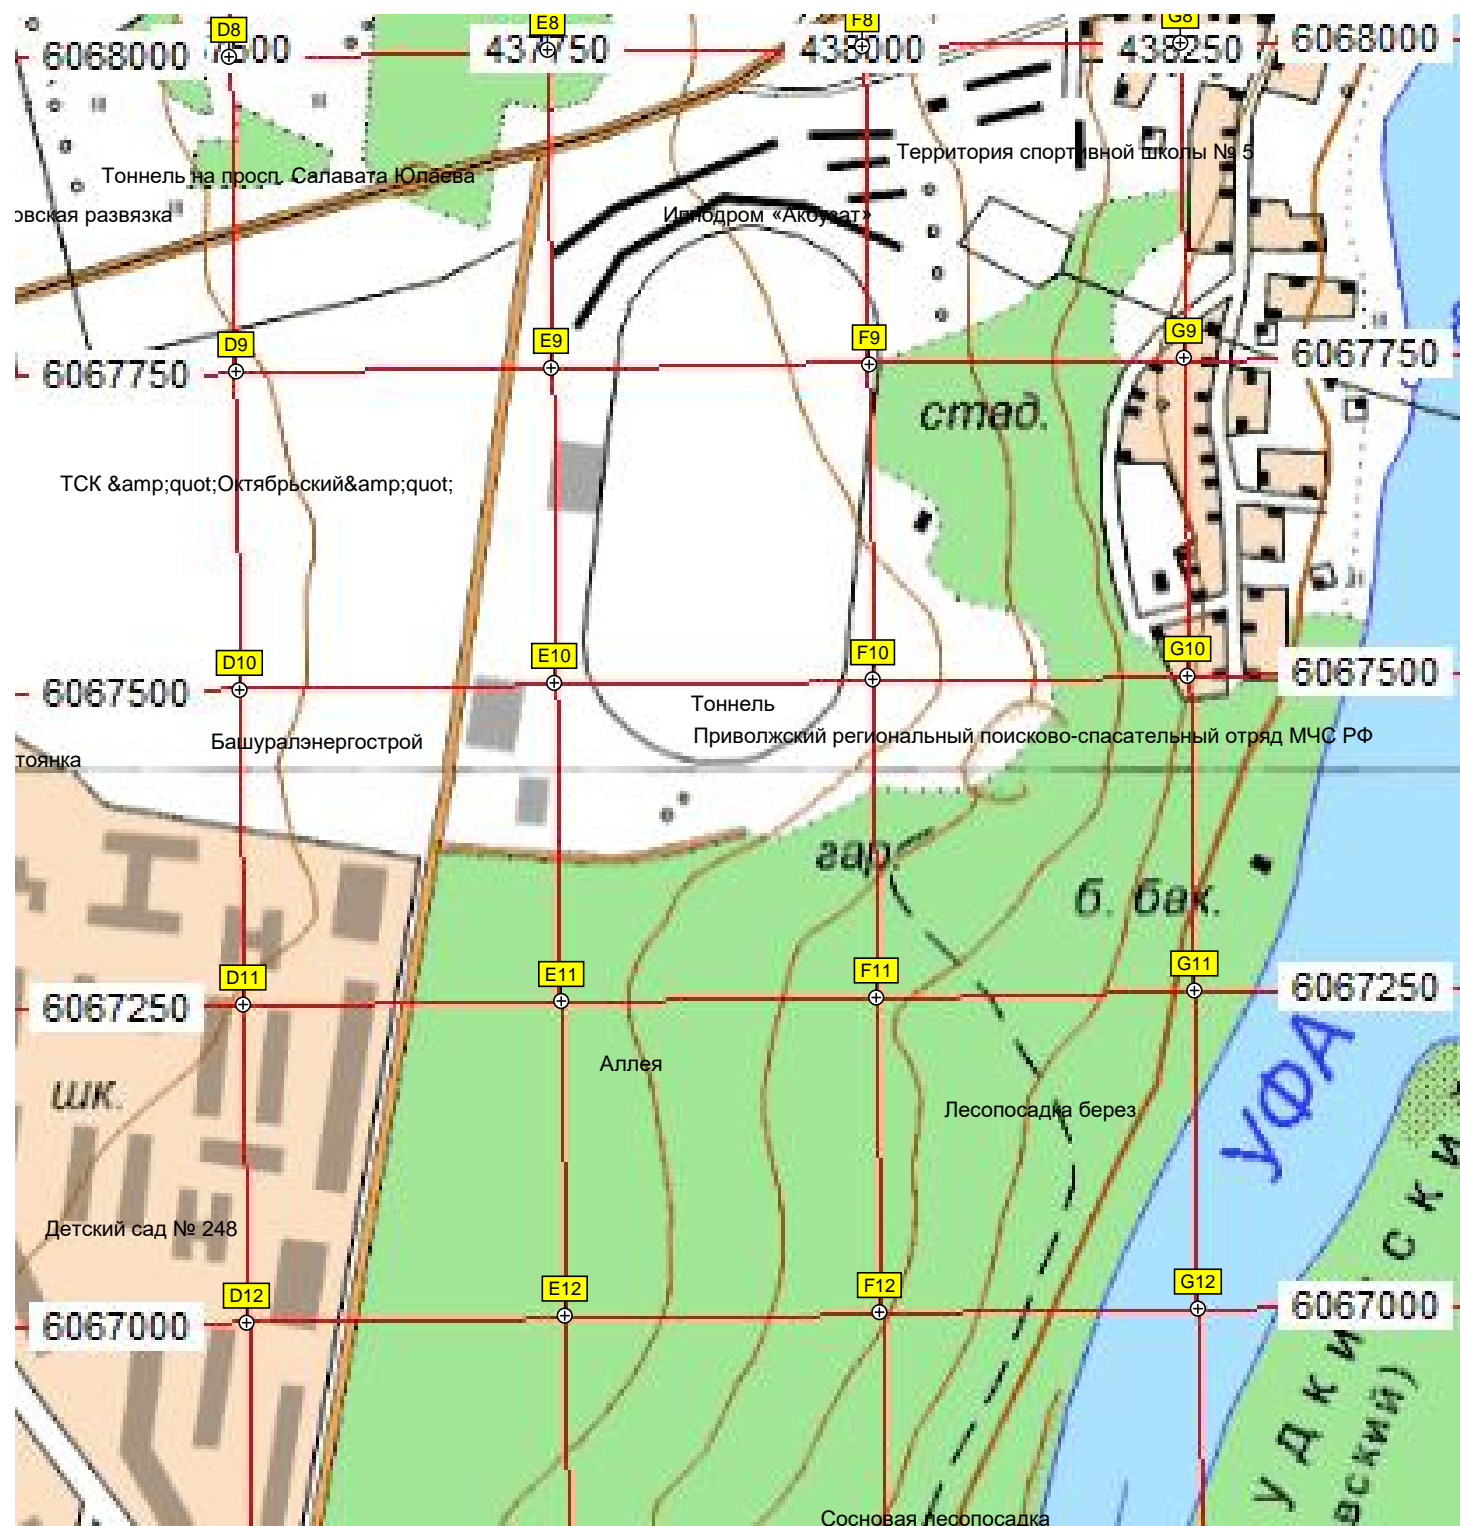 D8
E8
F8
G8
6068000
437750
438000
438250
6068000
Территория спортивной школы № 5
Тоннель на просп. Салавата Юлаева
овская развязка
Ипподром «Акбузат»
D9
E9
F9
G9
6067750
6067750
стад.
ТСК &amp;quot;Октябрьский&amp;quot;
D10
E10
F10
G10
6067500
6067500
Тоннель
Башуралэнергострой
Приволжский региональный поисково-спасательный отряд МЧС РФ
тоянка
гар.
б. бак.
D11
E11
F11
G11
6067250
6067250
УФА
Аллея
шк.
Лесопосадка берез
Детский сад № 248
D12
E12
F12
G12
6067000
6067000
УДКИ СКИ
вский)
Сосновая лесопосадка